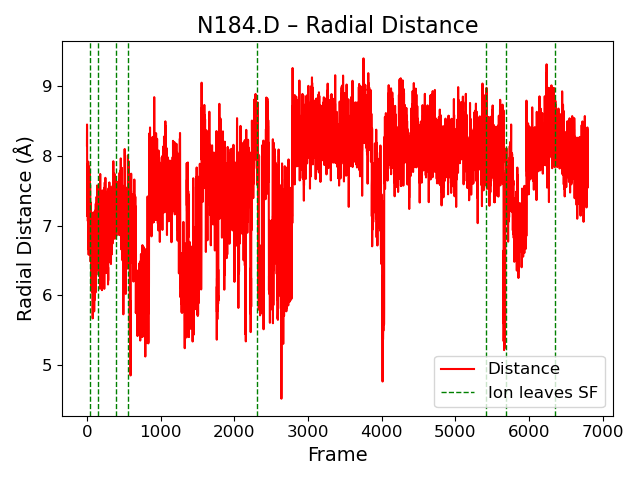 N184.D – Radial Distance
Radial Distance (Å)
9
8
7
6
5
0
1000
2000
3000
4000
5000
6000
7000
Frame
Distance
Ion leaves SF